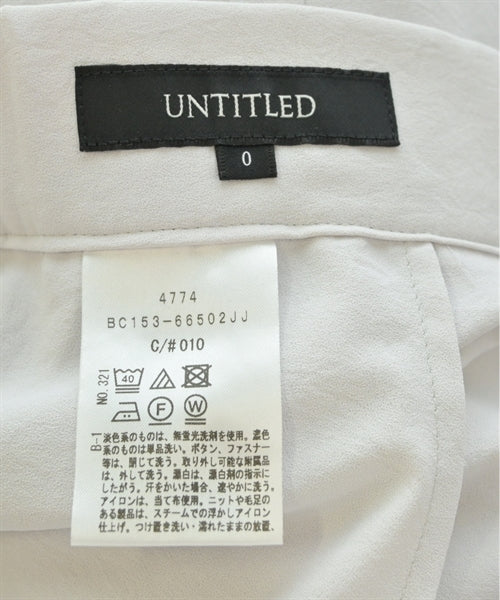 UNTITLED
0
4774
BC153-66502JJ
C/#010
NO.321
40
F
W
B-1
淡色系のものは、無蛍光洗剤を使用。濃色
系のものは単品洗い。ボタン、ファスナー
等は、閉じて洗う。取り外し可能な附属品
は、外して洗う。漂白は、漂白剤の指示に
したがう。汗をかいた場合、速やかに洗う。
アイロンは、当て布使用。ニットや毛足の
ある製品は、スチームでの浮かしアイロン
仕上げ。つけ置き洗い・濡れたままの放置、